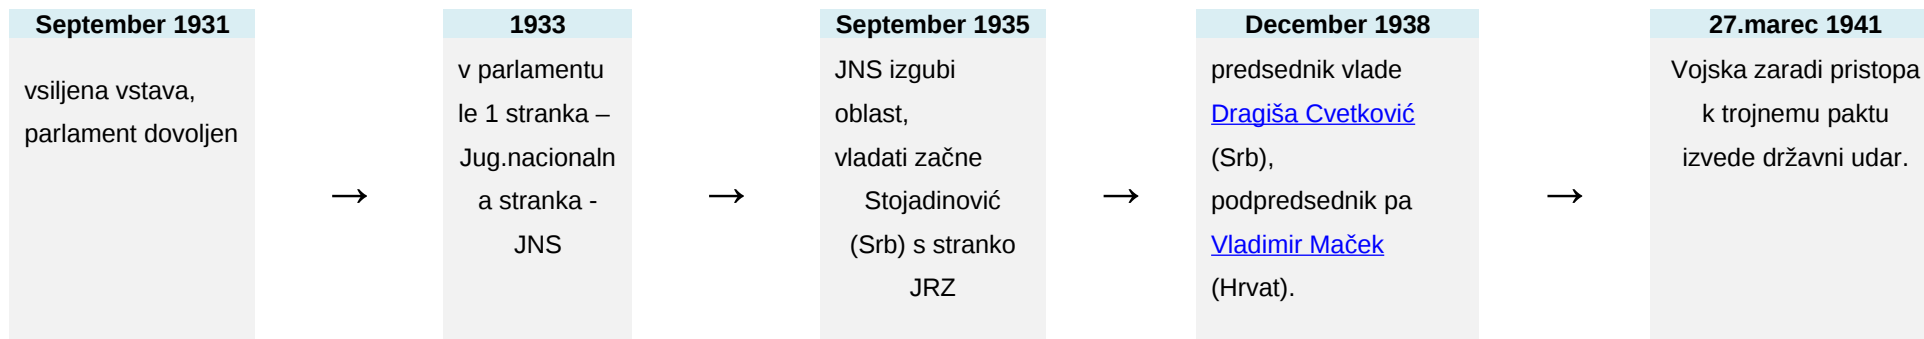 September 1931
vsiljena vstava,
parlament dovoljen
→
1933
v parlamentu
le 1 stranka –
Jug.nacionaln
a stranka -
JNS
→
September 1935
JNS izgubi
oblast,
vladati začne
Stojadinović
(Srb) s stranko
JRZ
→
December 1938
predsednik vlade
Dragiša Cvetković
(Srb),
podpredsednik pa
Vladimir Maček
(Hrvat).
→
27.marec 1941
Vojska zaradi pristopa
k trojnemu paktu
izvede državni udar.